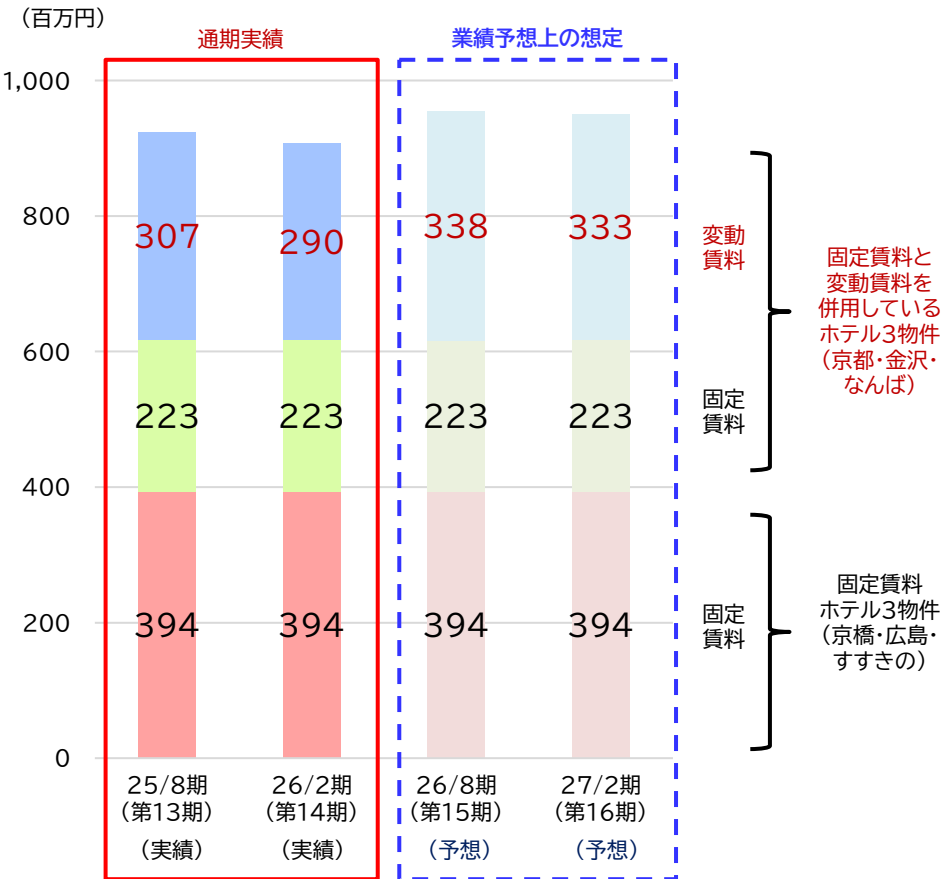 （百万円）
通期実績
業績予想上の想定
1,000
800
600
400
200
0
307
290
338
333
223
223
223
223
394
394
394
394
変動
賃料
固定
賃料
固定
賃料
固定賃料と
変動賃料を
併用している
ホテル3物件
（京都・金沢・
なんば）
固定賃料
ホテル3物件
（京橋・広島・
すすきの）
25/8期
（第13期）
（実績）
26/2期
（第14期）
（実績）
26/8期
（第15期）
（予想）
27/2期
（第16期）
（予想）